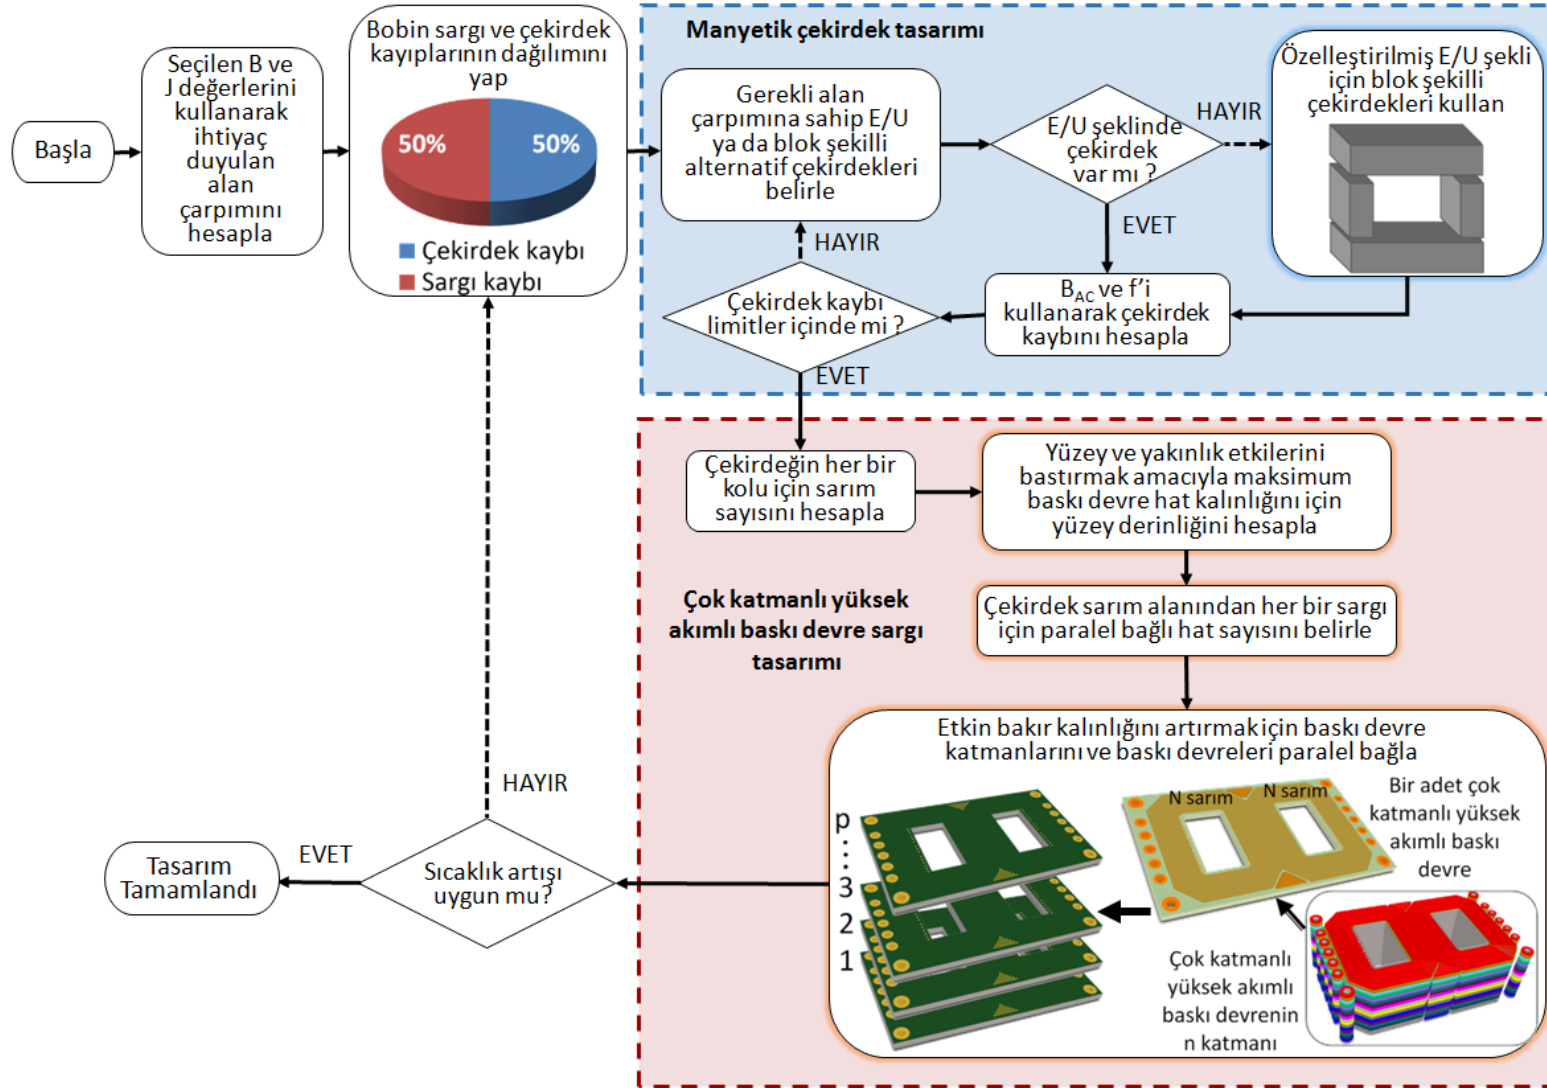 Başla
Seçilen B ve
J değerlerini
kullanarak
ihtiyaç
duyulan
alan
çarpımını
hesapla
Bobin sargı ve çekirdek
kayıplarının dağılımını
yap
50%
50%
Çekirdek kaybı
Sargı kaybı
Manyetik çekirdek tasarımı
Gerekli alan
çarpımına sahip E/U
ya da blok şekilli
alternatif çekirdekleri
belirle
E/U şeklinde
çekirdek
var mı ?
HAYIR
Özelleştirilmiş E/U şekli
için blok şekilli
çekirdekleri kullan
EVET
HAYIR
BAC ve f’i
kullanarak çekirdek
kaybını hesapla
Çekirdek kaybı
limitler içinde mi ?
EVET
Çekirdeğin her bir
kolu için sarım
sayısını hesapla
Yüzey ve yakınlık etkilerini
bastırmak amacıyla maksimum
baskı devre hat kalınlığını için
yüzey derinliğini hesapla
Çok katmanlı yüksek
akımlı baskı devre sargı
tasarımı
Çekirdek sarım alanından her bir sargı
için paralel bağlı hat sayısını belirle
Etkin bakır kalınlığını artırmak için baskı devre
katmanlarını ve baskı devreleri paralel bağla
p
3
2
1
N sarım
N sarım
Bir adet çok
katmanlı yüksek
akımlı baskı
devre
Çok katmanlı
yüksek akımlı
baskı devrenin
n katmanı
Sıcaklık artışı
uygun mu?
HAYIR
EVET
Tasarım
Tamamlandı